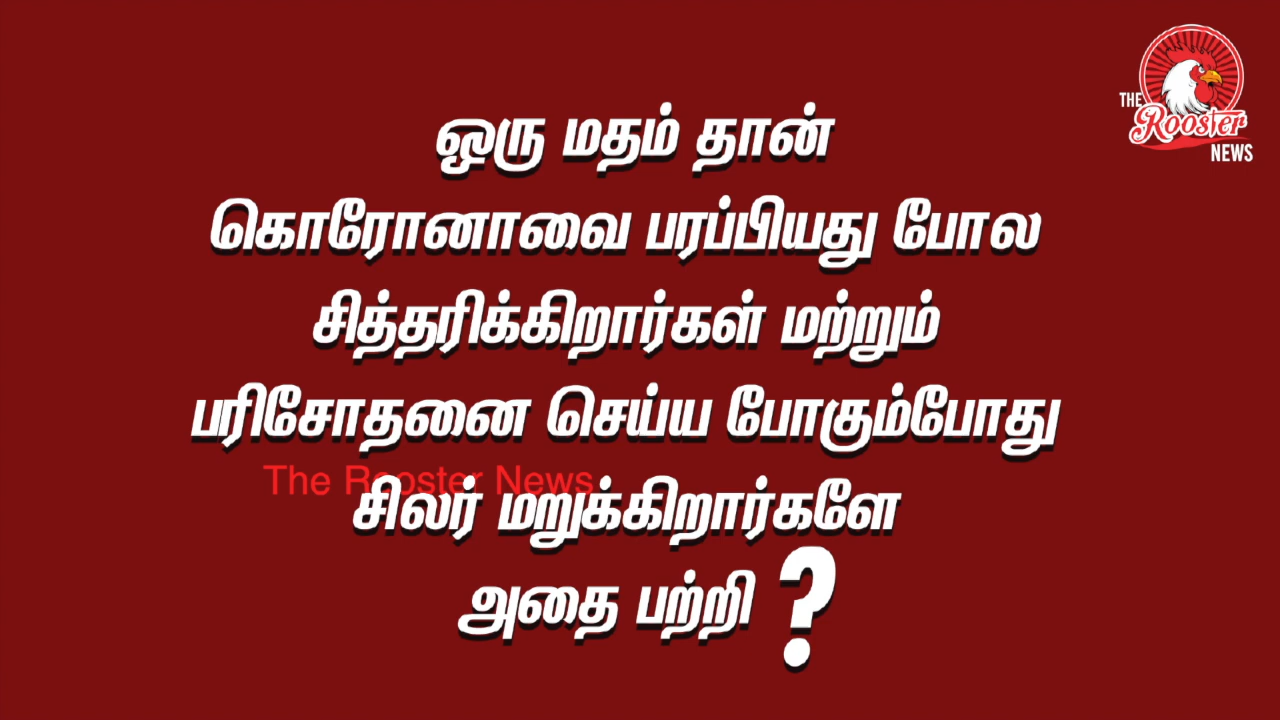 THE
Rooster
NEWS
ஒரு மதம் தான்
கொரோனாவை பரப்பியது போல
சித்தரிக்கிறார்கள் மற்றும்
பரிசோதனை செய்ய போகும்போது
The Rooster News
சிலர் மறுக்கிறார்களே
அதை பற்றி ?